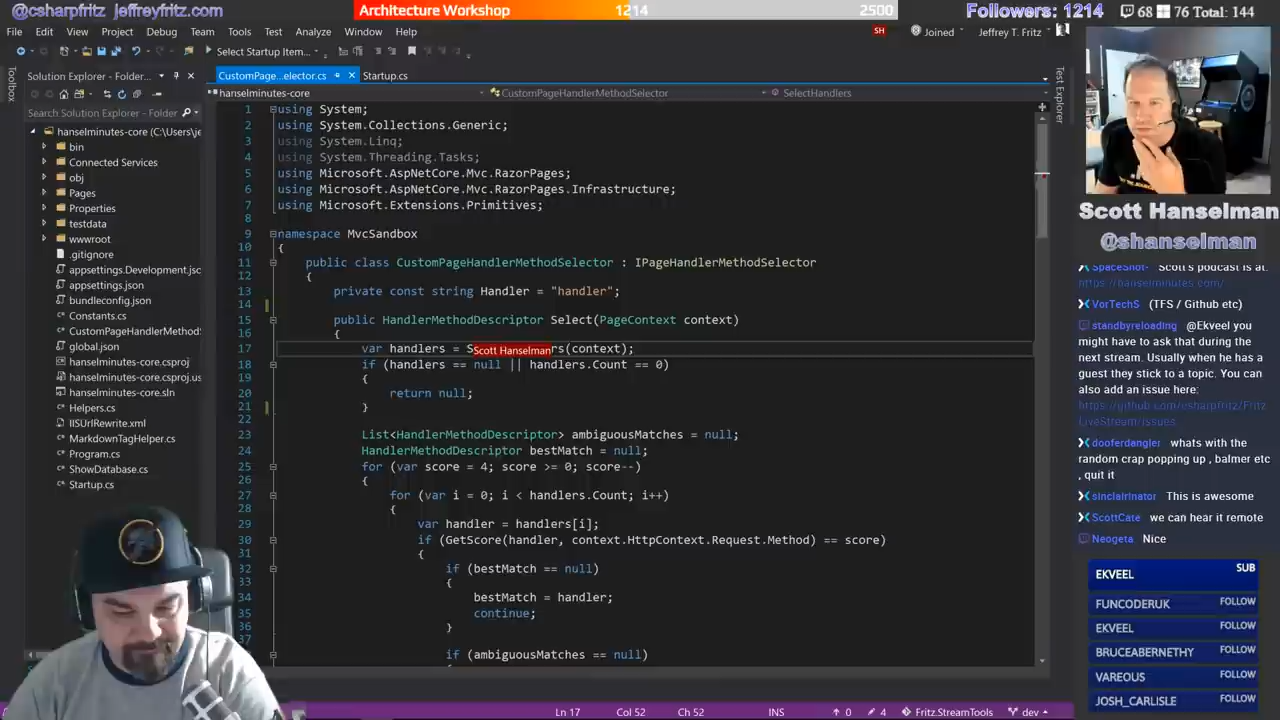 @csharpfritz jeffreyfritz.com
Architecture Workshop 1214 2500
Followers: 1214 68 76 Total: 144
File Edit View Project Debug Team Tools Test Analyze Window Help
SH Joined Jeffrey T. Fritz
Select Startup Item...
Toolbox
Solution Explorer - Folder...
Search Solution Explorer - Folder
hanselminutes-core (C:\Users\je
bin
Connected Services
obj
Pages
Properties
testdata
wwwroot
.gitignore
appsettings.Development.jsc
appsettings.json
bundleconfig.json
Constants.cs
CustomPageHandlerMethod
global.json
hanselminutes-core.csproj
hanselminutes-core.csproj.us
hanselminutes-core.sln
Helpers.cs
IISUrlRewrite.xml
MarkdownTagHelper.cs
Program.cs
ShowDatabase.cs
Startup.cs
CustomPage...elector.cs Startup.cs
hanselminutes-core CustomPageHandlerMethodSelector SelectHandlers
1 using System;
2 using System.Collections.Generic;
3 using System.Linq;
4 using System.Threading.Tasks;
5 using Microsoft.AspNetCore.Mvc.RazorPages;
6 using Microsoft.AspNetCore.Mvc.RazorPages.Infrastructure;
7 using Microsoft.Extensions.Primitives;
8
9 namespace MvcSandbox
10 {
11 public class CustomPageHandlerMethodSelector : IPageHandlerMethodSelector
12 {
13 private const string Handler = "handler";
14
15 public HandlerMethodDescriptor Select(PageContext context)
16 {
17 var handlers = S Scott Hanselman rs(context);
18 if (handlers == null || handlers.Count == 0)
19 {
20 return null;
21 }
22
23 List<HandlerMethodDescriptor> ambiguousMatches = null;
24 HandlerMethodDescriptor bestMatch = null;
25 for (var score = 4; score >= 0; score--)
26 {
27 for (var i = 0; i < handlers.Count; i++)
28 {
29 var handler = handlers[i];
30 if (GetScore(handler, context.HttpContext.Request.Method) == score)
31 {
32 if (bestMatch == null)
33 {
34 bestMatch = handler;
35 continue;
36 }
37
38 if (ambiguousMatches == null)
Test Explorer
Ln 17 Col 52 Ch 52 INS 0 4 Fritz.StreamTools dev
Scott Hanselman
@shanselman
SpaceShot- Scott's podcast is at:
https://hanselminutes.com/
VorTechS (TFS / Github etc)
standbyreloading @Ekveel you
might have to ask that during the
next stream. Usually when he has a
guest they stick to a topic. You can
also add an issue here:
https://github.com/csharpfritz/Fritz
LiveStream/issues
dooferdangler whats with the
random crap popping up , balmer etc
, quit it
sinclairinator This is awesome
ScottCate we can hear it remote
Neogeta Nice
EKVEEL SUB
FUNCODERUK FOLLOW
EKVEEL FOLLOW
BRUCEABERNETHY FOLLOW
VAREOUS FOLLOW
JOSH_CARLISLE FOLLOW